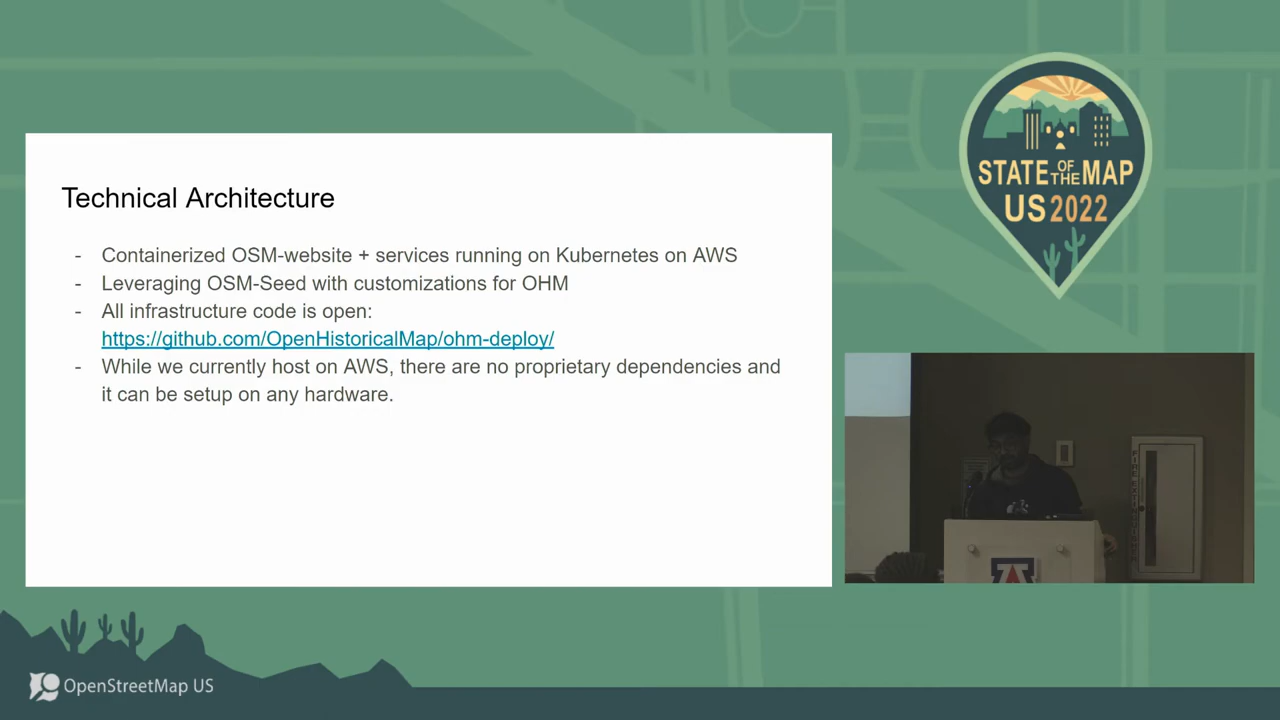 Technical Architecture
- Containerized OSM-website + services running on Kubernetes on AWS
- Leveraging OSM-Seed with customizations for OHM
- All infrastructure code is open:
https://github.com/OpenHistoricalMap/ohm-deploy/
- While we currently host on AWS, there are no proprietary dependencies and
it can be setup on any hardware.
STATE OF THE MAP
US 2022
A
OpenStreetMap US